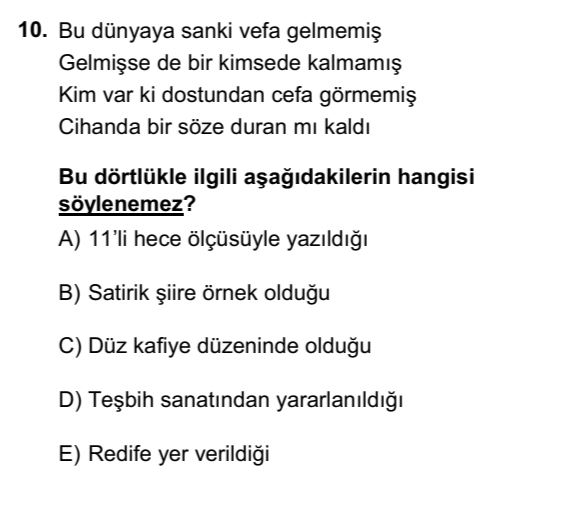 10. Bu dünyaya sanki vefa gelmemiş
Gelmişse de bir kimsede kalmamış
Kim var ki dostundan cefa görmemiş
Cihanda bir söze duran mı kaldı
Bu dörtlükle ilgili aşağıdakilerin hangisi
söylenemez?
A) 11’li hece ölçüsüyle yazıldığı
B) Satirik şiire örnek olduğu
C) Düz kafiye düzeninde olduğu
D) Teşbih sanatından yararlanıldığı
E) Redife yer verildiği